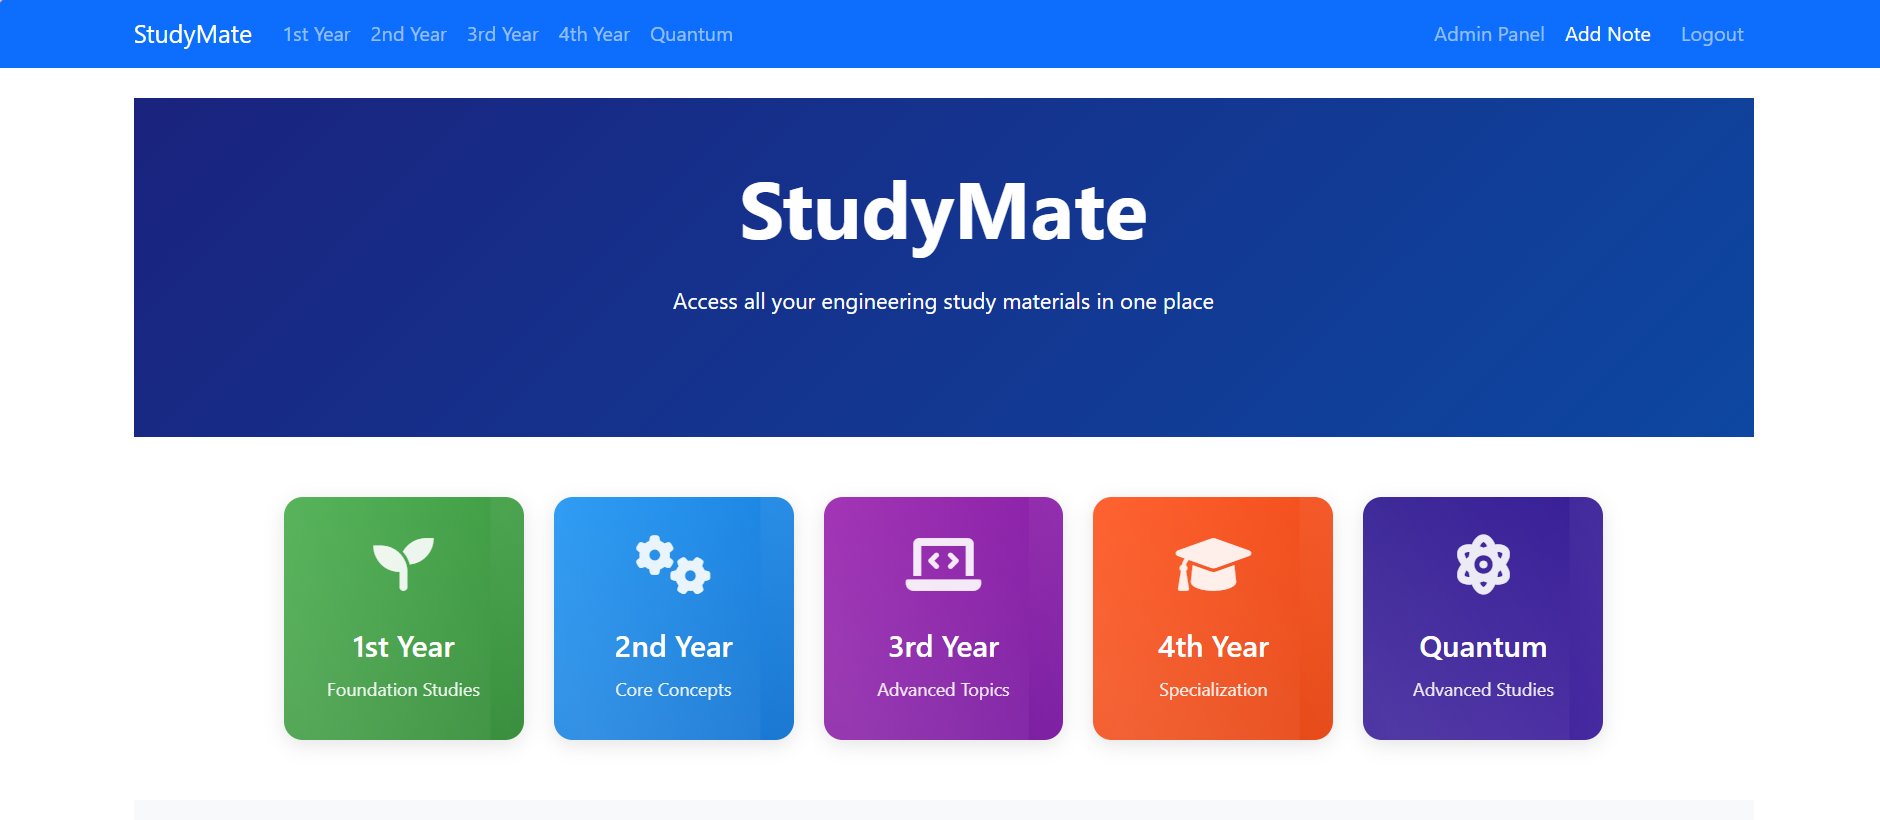 StudyMate 1st Year 2nd Year 3rd Year 4th Year Quantum Admin Panel Add Note Logout
StudyMate
Access all your engineering study materials in one place
1st Year
Foundation Studies
2nd Year
Core Concepts
3rd Year
Advanced Topics
4th Year
Specialization
Quantum
Advanced Studies